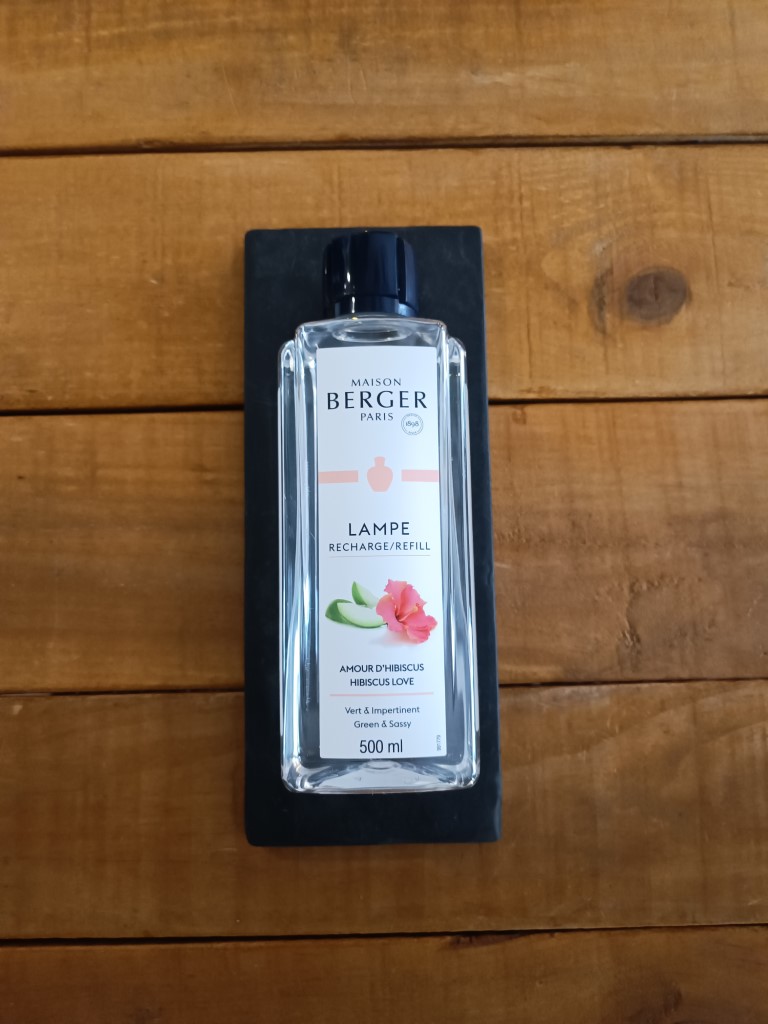 MAISON
BERGER
PARIS
1898
LAMPE
RECHARGE/REFILL
AMOUR D'HIBISCUS
HIBISCUS LOVE
Vert & Impertinent
Green & Sassy
500 ml